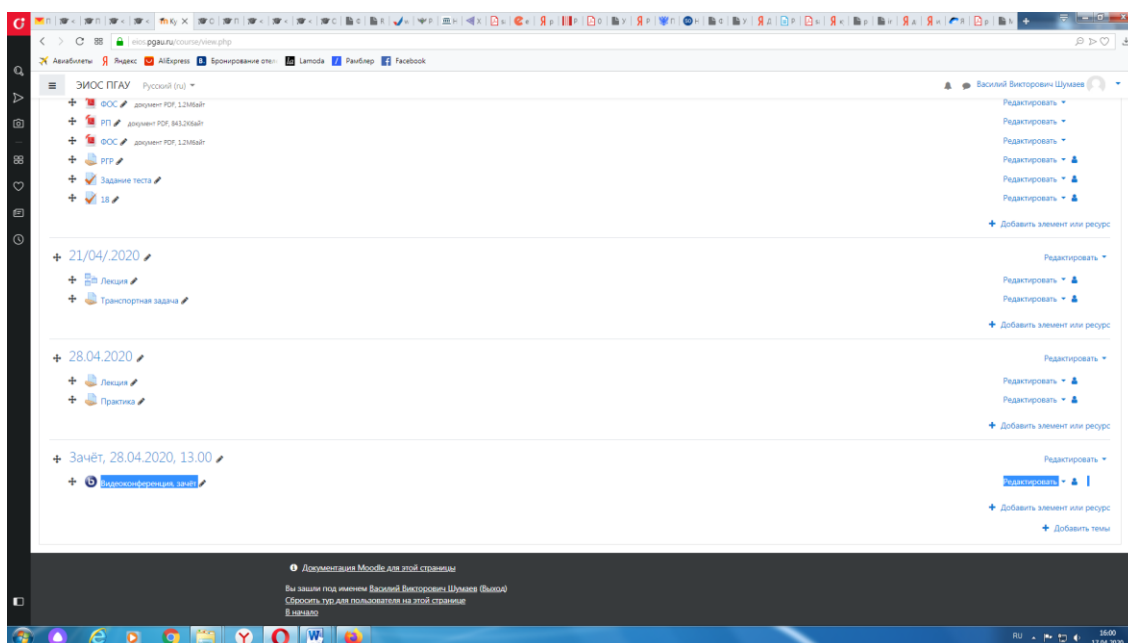 eios.pgau.ru/course/view.php
Авиабилеты Яндекс AliExpress Бронирование отел Lamoda Рамблер Facebook
ЭИОС ПГАУ Русский (ru) Василий Викторович Шумаев
ФОС документ PDF, 1.2Мбайт Редактировать
РП документ PDF, 843.2Кбайт Редактировать
ФОС документ PDF, 1.2Мбайт Редактировать
РГР Редактировать
Задание теста Редактировать
18 Редактировать
Добавить элемент или ресурс
21/04/.2020 Редактировать
Лекция Редактировать
Транспортная задача Редактировать
Добавить элемент или ресурс
28.04.2020 Редактировать
Лекция Редактировать
Практика Редактировать
Добавить элемент или ресурс
Зачёт, 28.04.2020, 13.00 Редактировать
Видеоконференция, зачёт Редактировать
Добавить элемент или ресурс
Добавить темы
Документация Moodle для этой страницы
Вы зашли под именем Василий Викторович Шумаев (Выход)
Сбросить тур для пользователя на этой странице
В начало
RU 16:00
17.04.2020